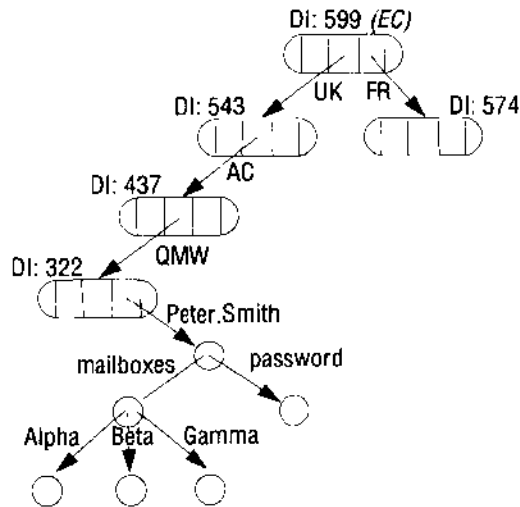 DI: 599 (EC)
UK FR
DI: 543
DI: 574
AC
DI: 437
QMW
DI: 322
Peter.Smith
mailboxes
password
Alpha
Beta
Gamma